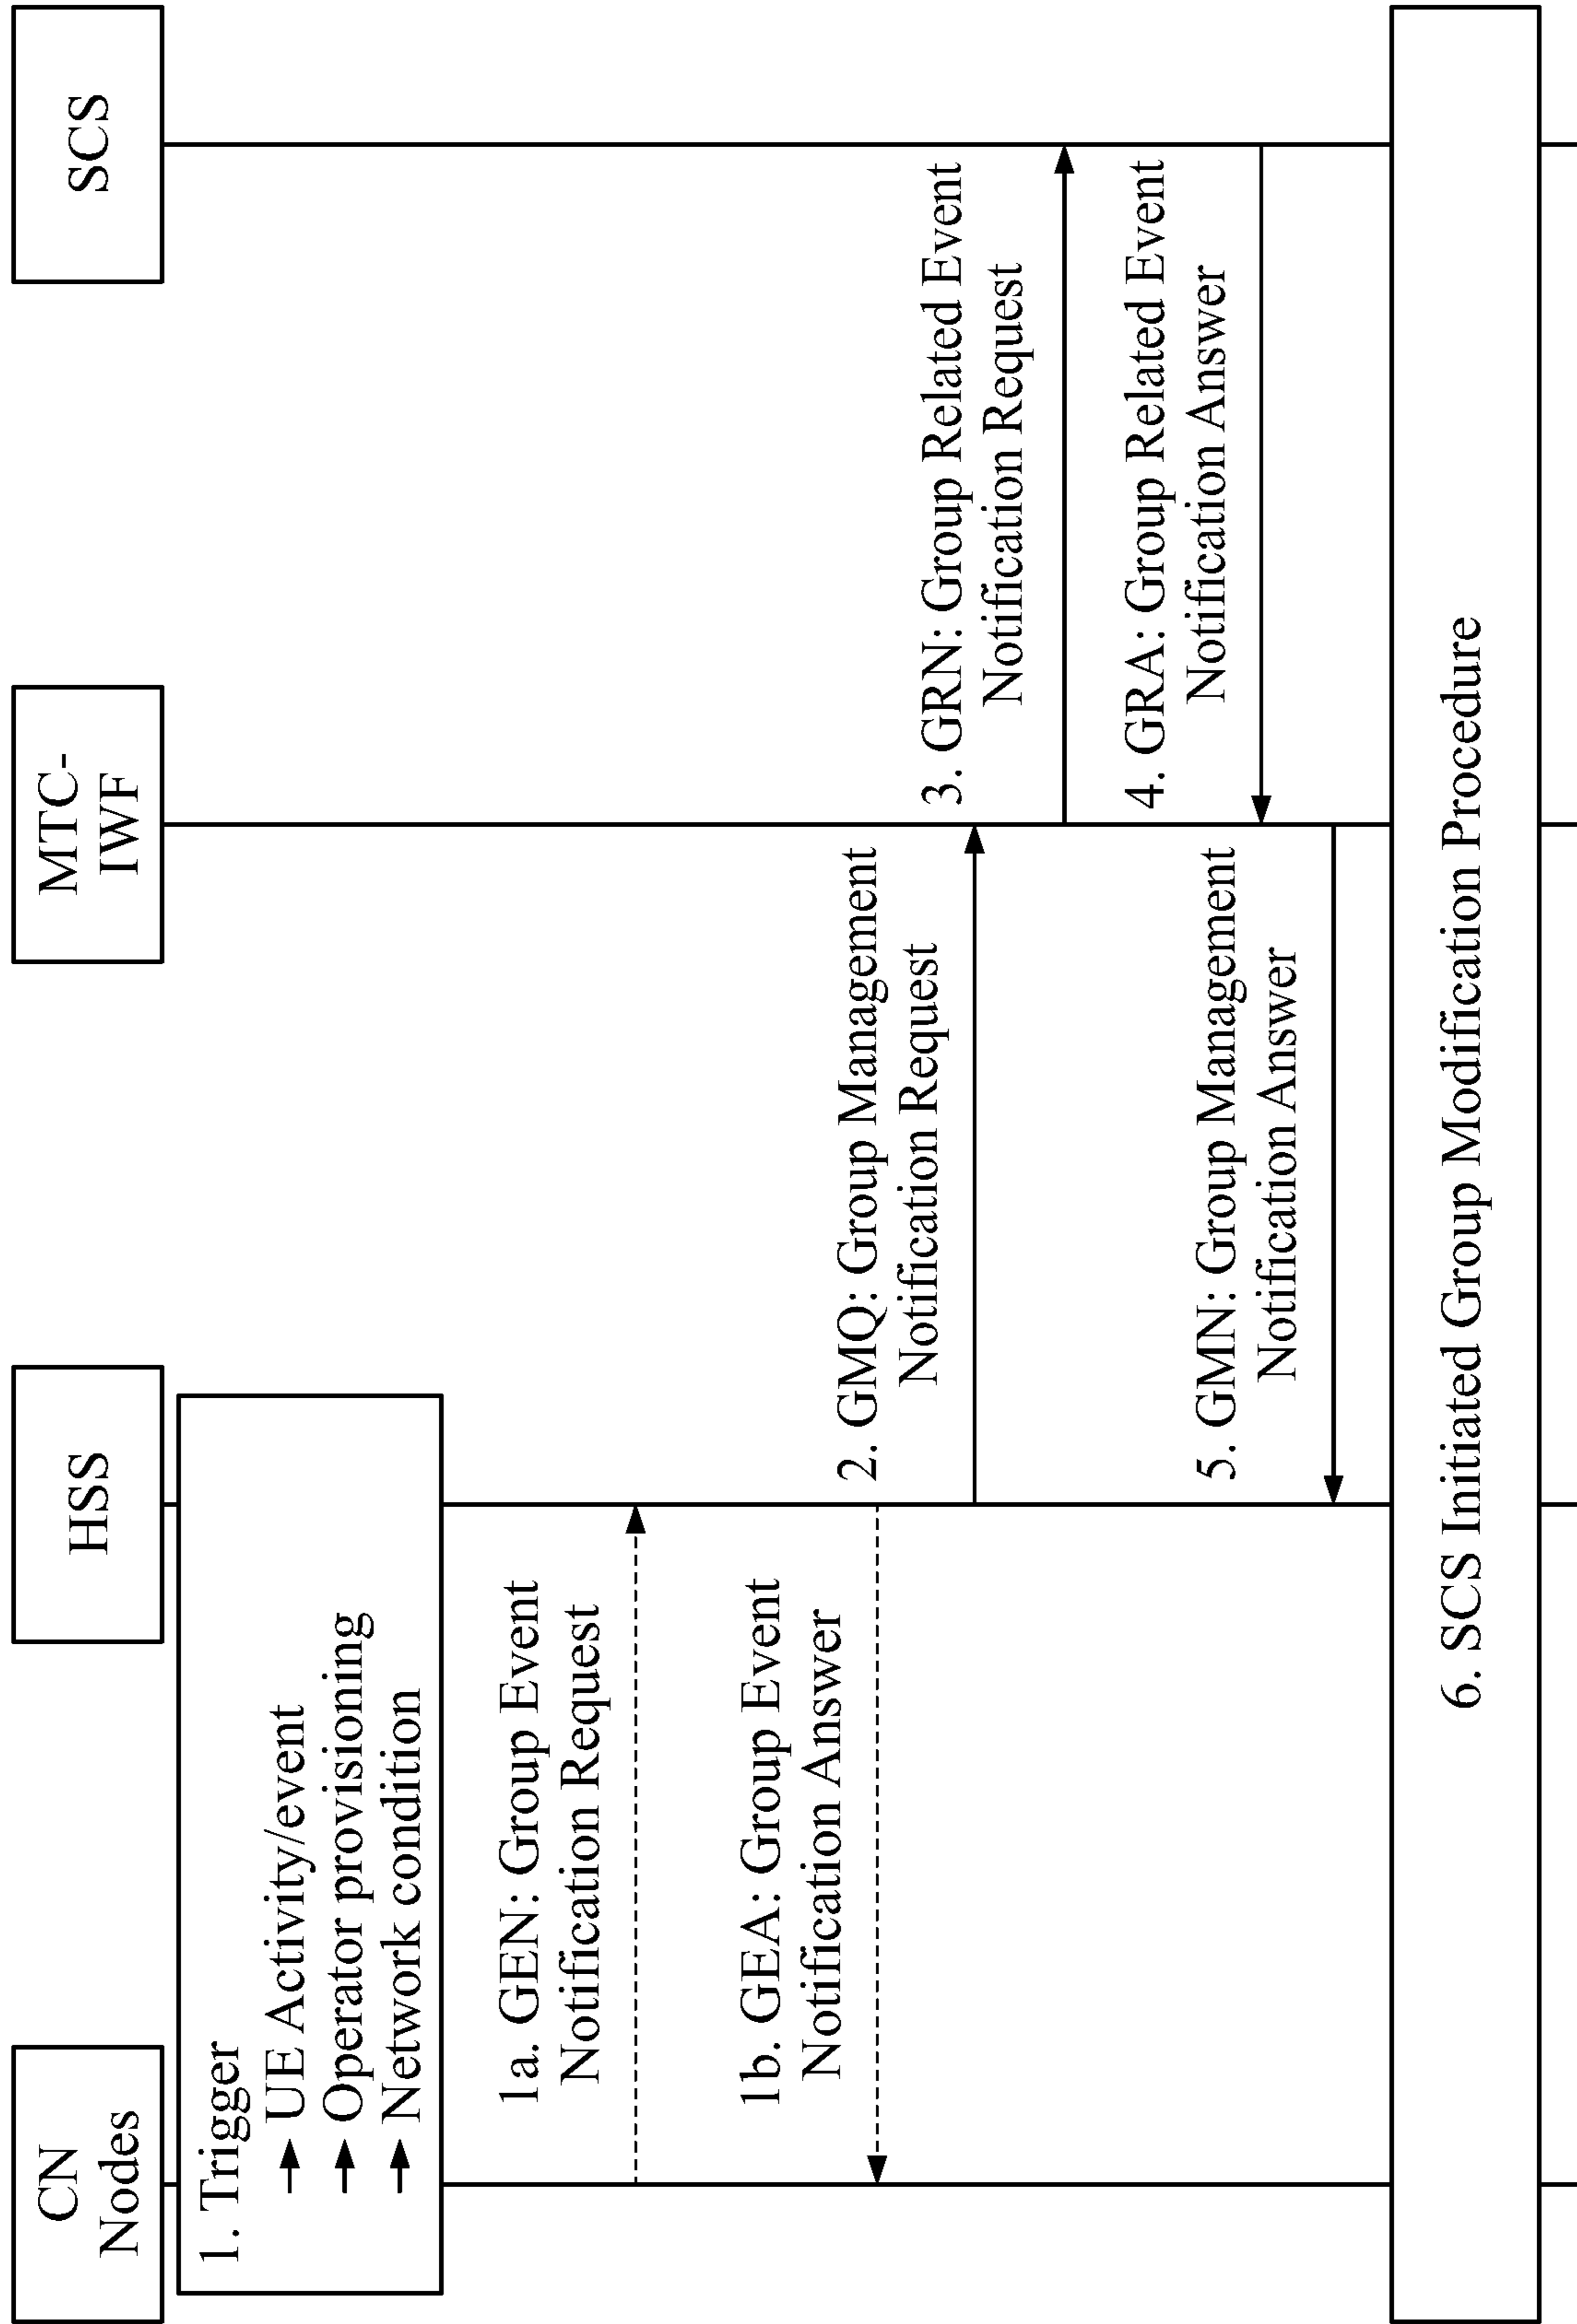 CN
Nodes
HSS
MTC-
IWF
SCS
1. Trigger
UE Activity/event
Operator provisioning
Network condition
1a. GEN: Group Event
Notification Request
1b. GEA: Group Event
Notification Answer
2. GMQ: Group Management
Notification Request
3. GRN: Group Related Event
Notification Request
4. GRA: Group Related Event
Notification Answer
5. GMN: Group Management
Notification Answer
6. SCS Initiated Group Modification Procedure